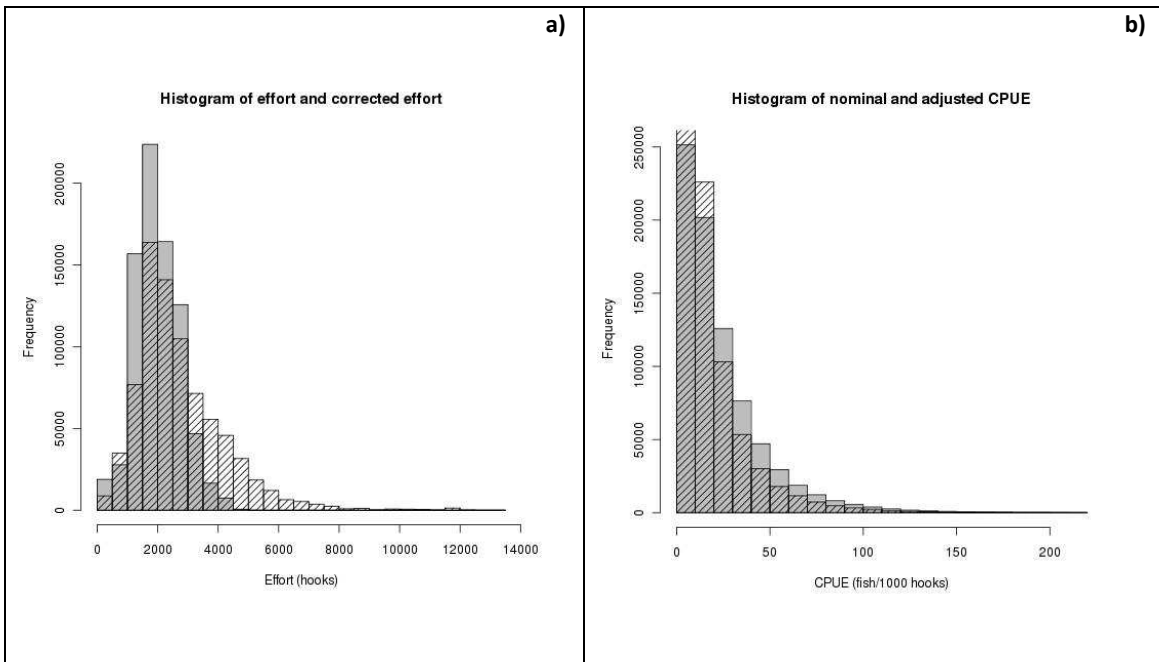 a)
Histogram of effort and corrected effort
Frequency
200000
150000
100000
50000
0
0 2000 4000 6000 8000 10000 12000 14000
Effort (hooks)
b)
Histogram of nominal and adjusted CPUE
Frequency
250000
200000
150000
100000
50000
0
0 50 100 150 200
CPUE (fish/1000 hooks)